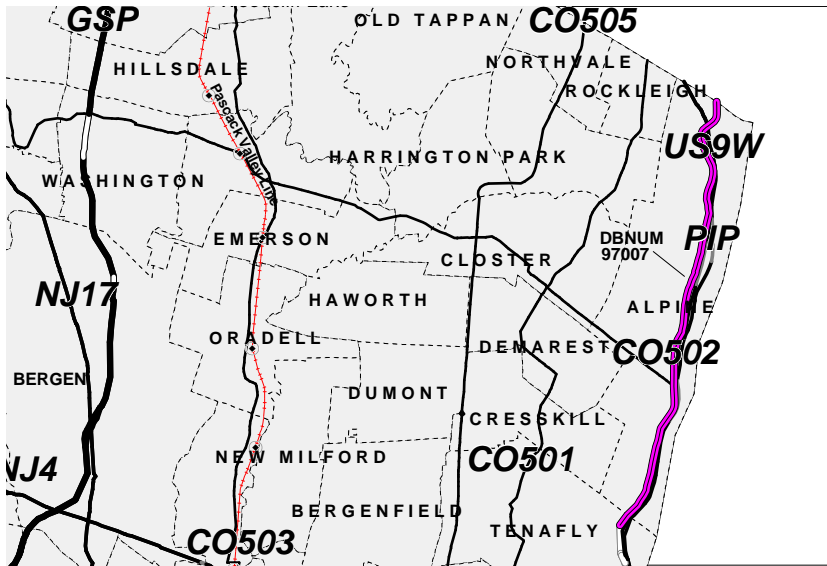 GSP
OLD TAPPAN
CO505
HILLSDALE
NORTHVALE
ROCKLEIGH
Pascack Valley Line
US9W
HARRINGTON PARK
WASHINGTON
EMERSON
DBNUM
97007
PIP
CLOSTER
NJ17
HAWORTH
ALPINE
ORADELL
DEMAREST
CO502
BERGEN
DUMONT
CRESSKILL
NEW MILFORD
CO501
NJ4
BERGENFIELD
TENAFLY
CO503